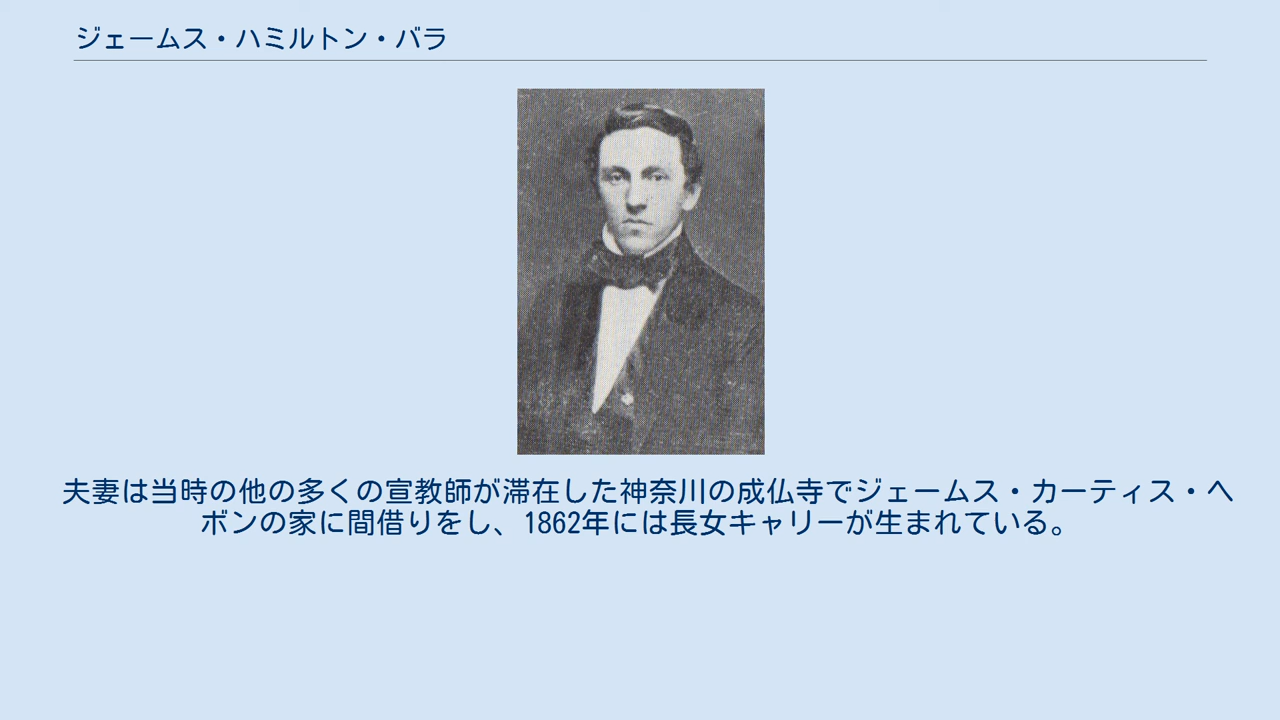 ジェームス・ハミルトン・バラ
夫妻は当時の他の多くの宣教師が滞在した神奈川の成仏寺でジェームス・カーティス・ヘ
ボンの家に間借りをし、1862年には長女キャリーが生まれている。